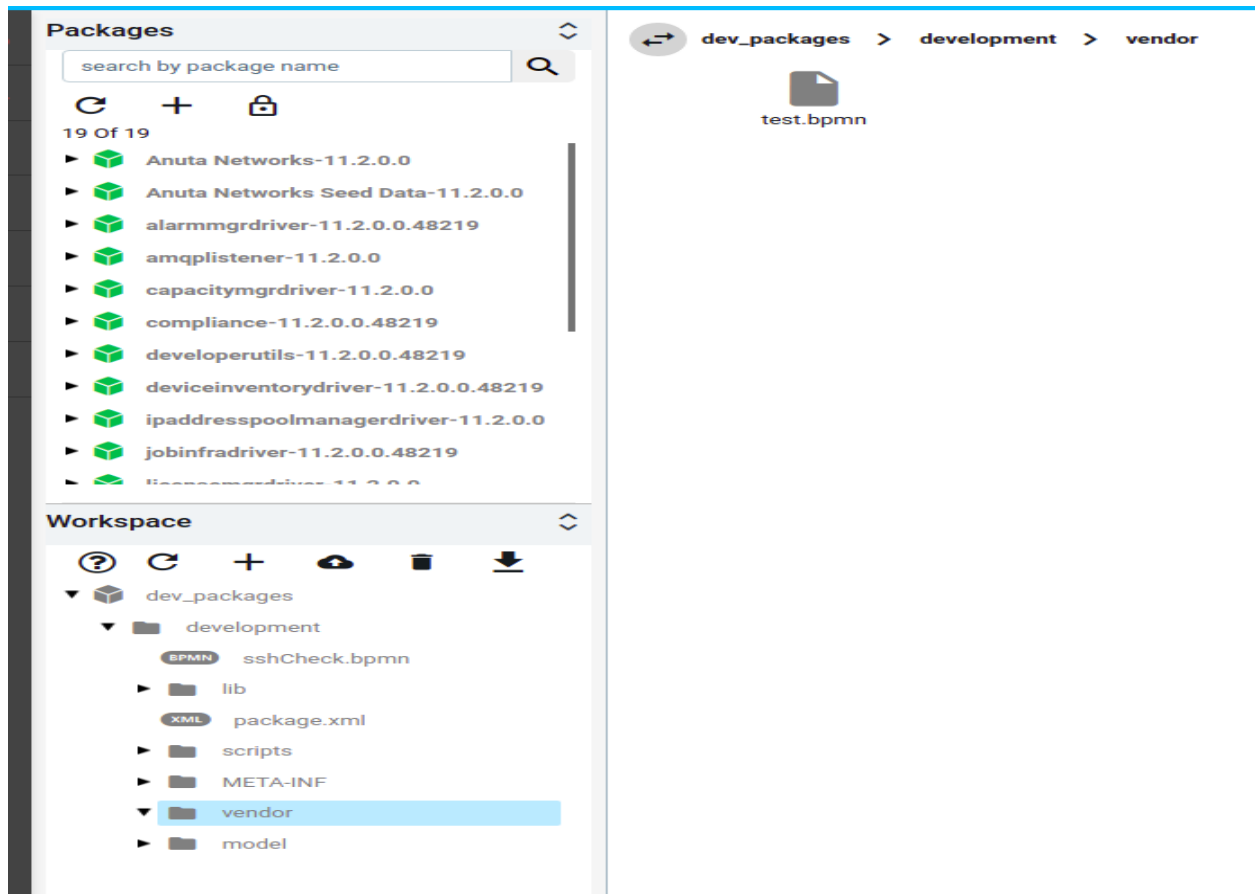 Packages
search by package name
19 Of 19
Anuta Networks-11.2.0.0
Anuta Networks Seed Data-11.2.0.0
alarmmgrdriver-11.2.0.0.48219
amqplistener-11.2.0.0
capacitymgrdriver-11.2.0.0
compliance-11.2.0.0.48219
developerutils-11.2.0.0.48219
deviceinventorydriver-11.2.0.0.48219
ipaddresspoolmanagerdriver-11.2.0.0
jobinfradriver-11.2.0.0.48219
Workspace
dev_packages
development
BPMN sshCheck.bpmn
lib
XML package.xml
scripts
META-INF
vendor
model
dev_packages > development > vendor
test.bpmn